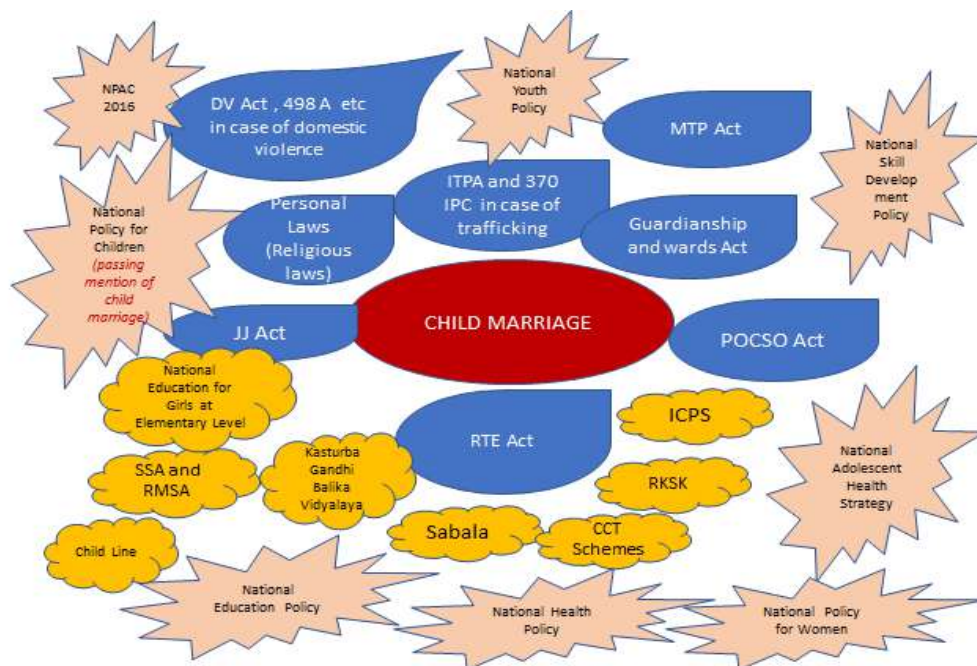 NPAC
2016
DV Act , 498 A etc
in case of domestic
violence
National
Youth
Policy
MTP Act
National
Skill
Develop
ment
Policy
National
Policy for
Children
(passing
mention of
child
marriage)
Personal
Laws
(Religious
laws)
ITPA and 370
IPC in case of
trafficking
Guardianship
and wards Act
JJ Act
CHILD MARRIAGE
POCSO Act
National
Education for
Girls at
Elementary Level
SSA and
RMSA
Kasturba
Gandhi
Balika
Vidyalaya
RTE Act
ICPS
RKSK
National
Adolescent
Health
Strategy
Child Line
Sabala
CCT
Schemes
National
Education Policy
National Health
Policy
National Policy
for Women